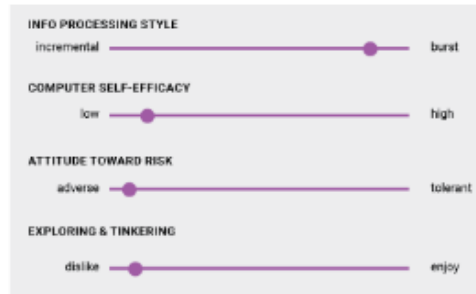 INFO PROCESSING STYLE
incremental burst
COMPUTER SELF-EFFICACY
low high
ATTITUDE TOWARD RISK
adverse tolerant
EXPLORING & TINKERING
dislike enjoy